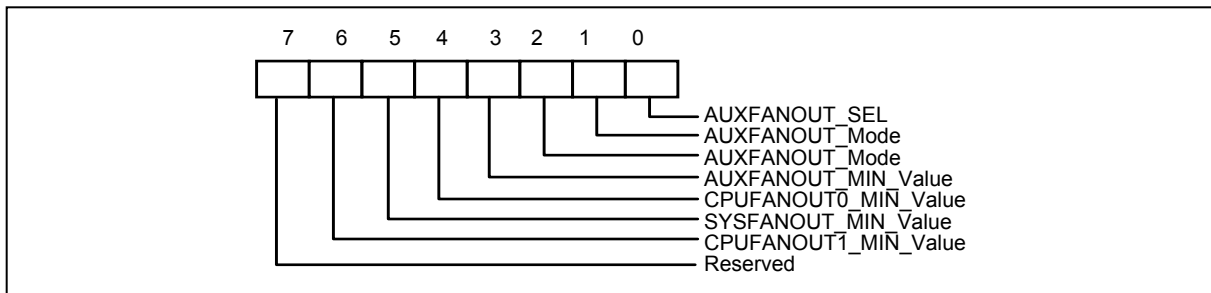 7 6 5 4 3 2 1 0
AUXFANOUT_SEL
AUXFANOUT_Mode
AUXFANOUT_Mode
AUXFANOUT_MIN_Value
CPUFANOUT0_MIN_Value
SYSFANOUT_MIN_Value
CPUFANOUT1_MIN_Value
Reserved